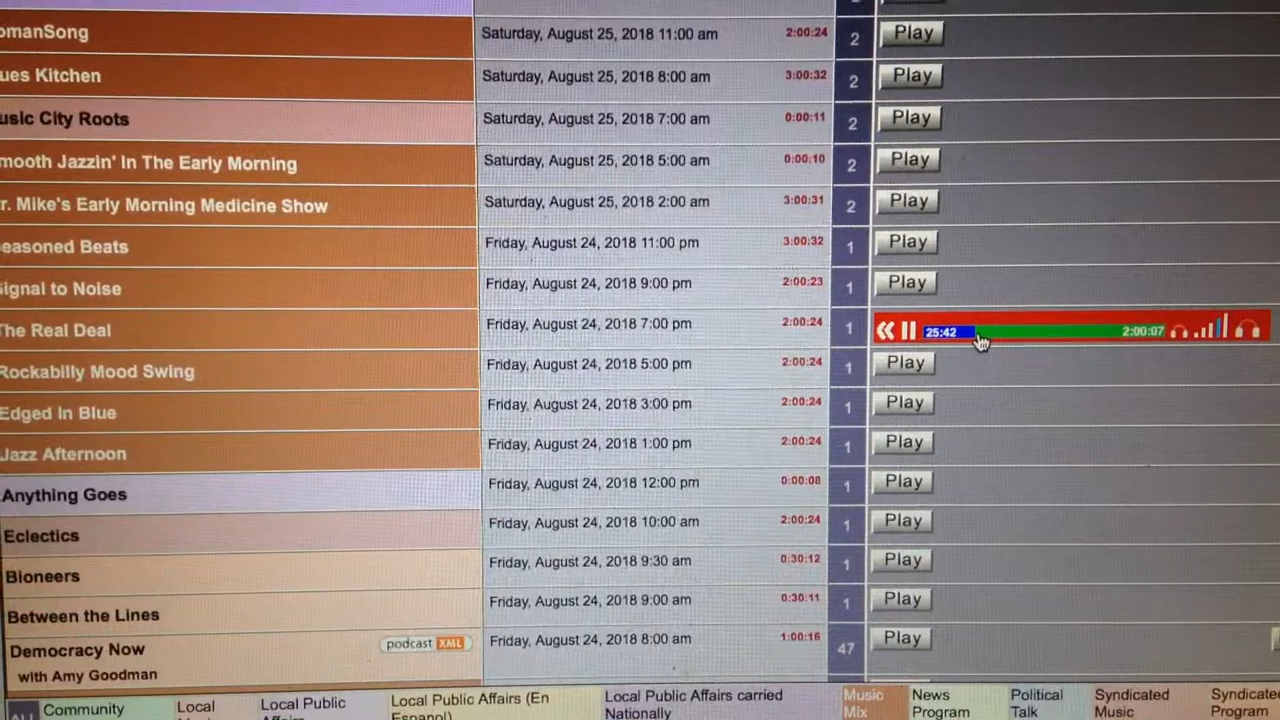 omanSong Saturday, August 25, 2018 11:00 am 2:00:24 2 Play
ues Kitchen Saturday, August 25, 2018 8:00 am 3:00:32 2 Play
usic City Roots Saturday, August 25, 2018 7:00 am 0:00:11 2 Play
mooth Jazzin' In The Early Morning Saturday, August 25, 2018 5:00 am 0:00:10 2 Play
r. Mike's Early Morning Medicine Show Saturday, August 25, 2018 2:00 am 3:00:31 2 Play
easoned Beats Friday, August 24, 2018 11:00 pm 3:00:32 1 Play
ignal to Noise Friday, August 24, 2018 9:00 pm 2:00:23 1 Play
The Real Deal Friday, August 24, 2018 7:00 pm 2:00:24 1 25:42 2:00:07
Rockabilly Mood Swing Friday, August 24, 2018 5:00 pm 2:00:24 1 Play
Edged In Blue Friday, August 24, 2018 3:00 pm 2:00:24 1 Play
Jazz Afternoon Friday, August 24, 2018 1:00 pm 2:00:24 1 Play
Anything Goes Friday, August 24, 2018 12:00 pm 0:00:08 1 Play
Eclectics Friday, August 24, 2018 10:00 am 2:00:24 1 Play
Bioneers Friday, August 24, 2018 9:30 am 0:30:12 1 Play
Between the Lines Friday, August 24, 2018 9:00 am 0:30:11 1 Play
Democracy Now podcast XML Friday, August 24, 2018 8:00 am 1:00:16 47 Play
with Amy Goodman
Community Local Local Public Local Public Affairs (En Local Public Affairs carried Music News Political Syndicated Syndicate
Nationally Mix Program Talk Music Program